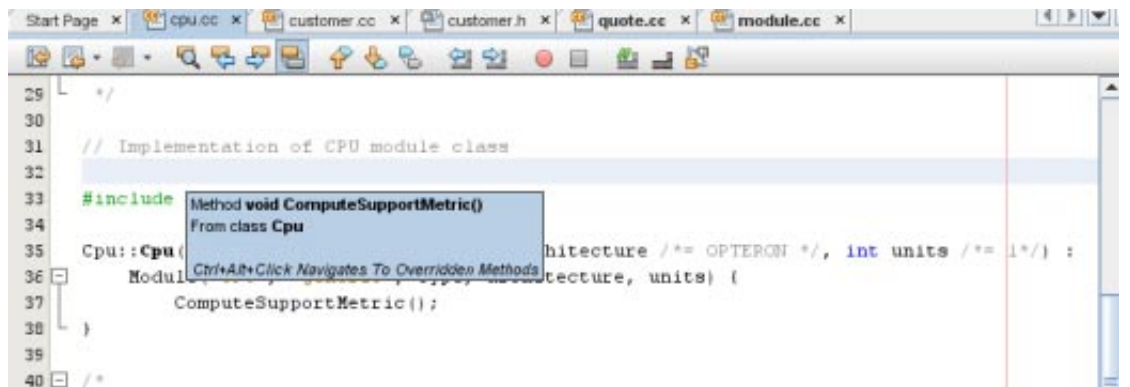 Start Page
cpu.cc
customer.cc
customer.h
quote.cc
module.cc
29 */
30
31 // Implementation of CPU module class
32
33 #include
Method void ComputeSupportMetric()
From class Cpu
Ctrl+Alt+Click Navigates To Overridden Methods
34
35 Cpu::Cpu( hitecture /*= OPTERON */, int units /*= 1*/) :
36 Modul tecture, units) {
37 ComputeSupportMetric();
38 }
39
40 /*